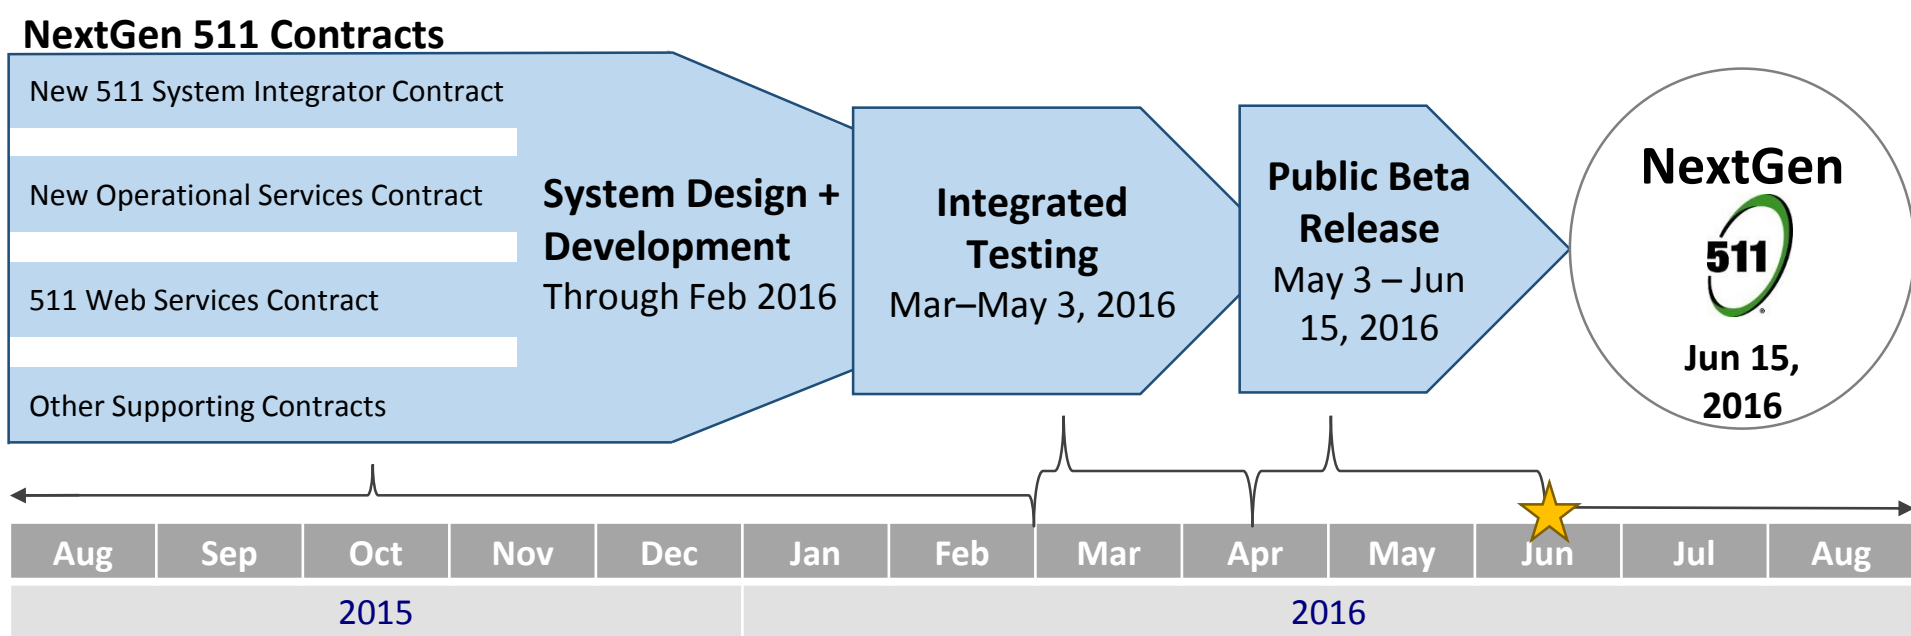 NextGen 511 Contracts
New 511 System Integrator Contract
New Operational Services Contract
511 Web Services Contract
Other Supporting Contracts
System Design +
Development
Through Feb 2016
Integrated
Testing
Mar–May 3, 2016
Public Beta
Release
May 3 – Jun
15, 2016
NextGen
511
Jun 15,
2016
Aug Sep Oct Nov Dec Jan Feb Mar Apr May Jun Jul Aug
2015 2016